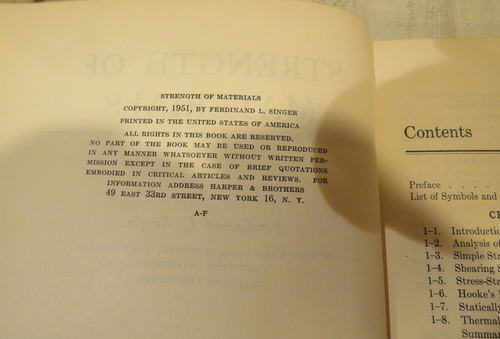 STRENGTH OF MATERIALS
COPYRIGHT, 1951, BY FERDINAND L. SINGER
PRINTED IN THE UNITED STATES OF AMERICA
ALL RIGHTS IN THIS BOOK ARE RESERVED.
NO PART OF THE BOOK MAY BE USED OR REPRODUCED
IN ANY MANNER WHATSOEVER WITHOUT WRITTEN PER-
MISSION EXCEPT IN THE CASE OF BRIEF QUOTATIONS
EMBODIED IN CRITICAL ARTICLES AND REVIEWS. FOR
INFORMATION ADDRESS HARPER & BROTHERS
49 EAST 33RD STREET, NEW YORK 16, N. Y.
A-F
Contents
Preface . . . .
List of Symbols and
1-1. Introduction
1-2. Analysis of
1-3. Simple Str
1-4. Shearing
1-5. Stress-Str
1-6. Hooke's
1-7. Statically
1-8. Thermal
Summa